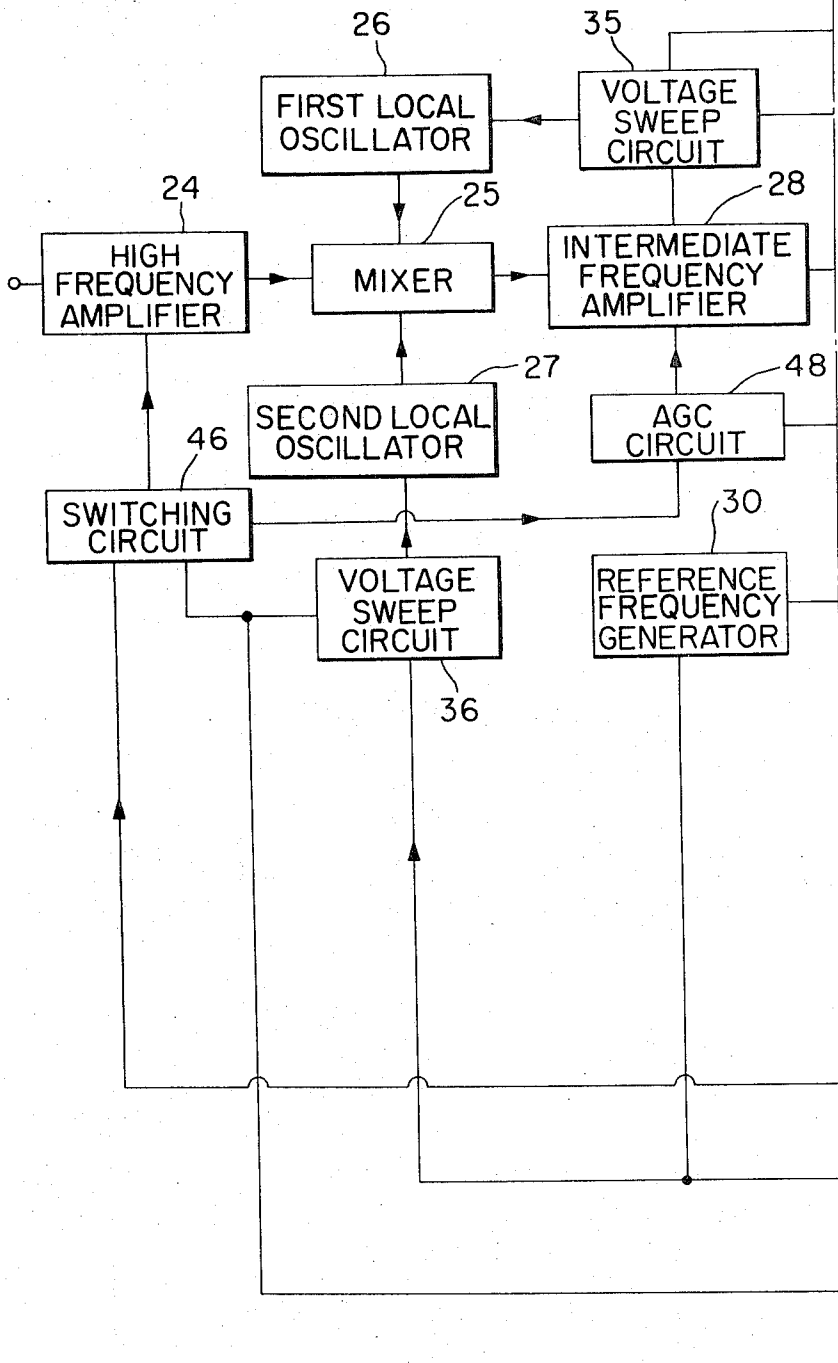 26
35
FIRST LOCAL
OSCILLATOR
VOLTAGE
SWEEP
CIRCUIT
24
25
28
HIGH
FREQUENCY
AMPLIFIER
MIXER
INTERMEDIATE
FREQUENCY
AMPLIFIER
27
48
SECOND LOCAL
OSCILLATOR
AGC
CIRCUIT
46
30
SWITCHING
CIRCUIT
VOLTAGE
SWEEP
CIRCUIT
REFERENCE
FREQUENCY
GENERATOR
36